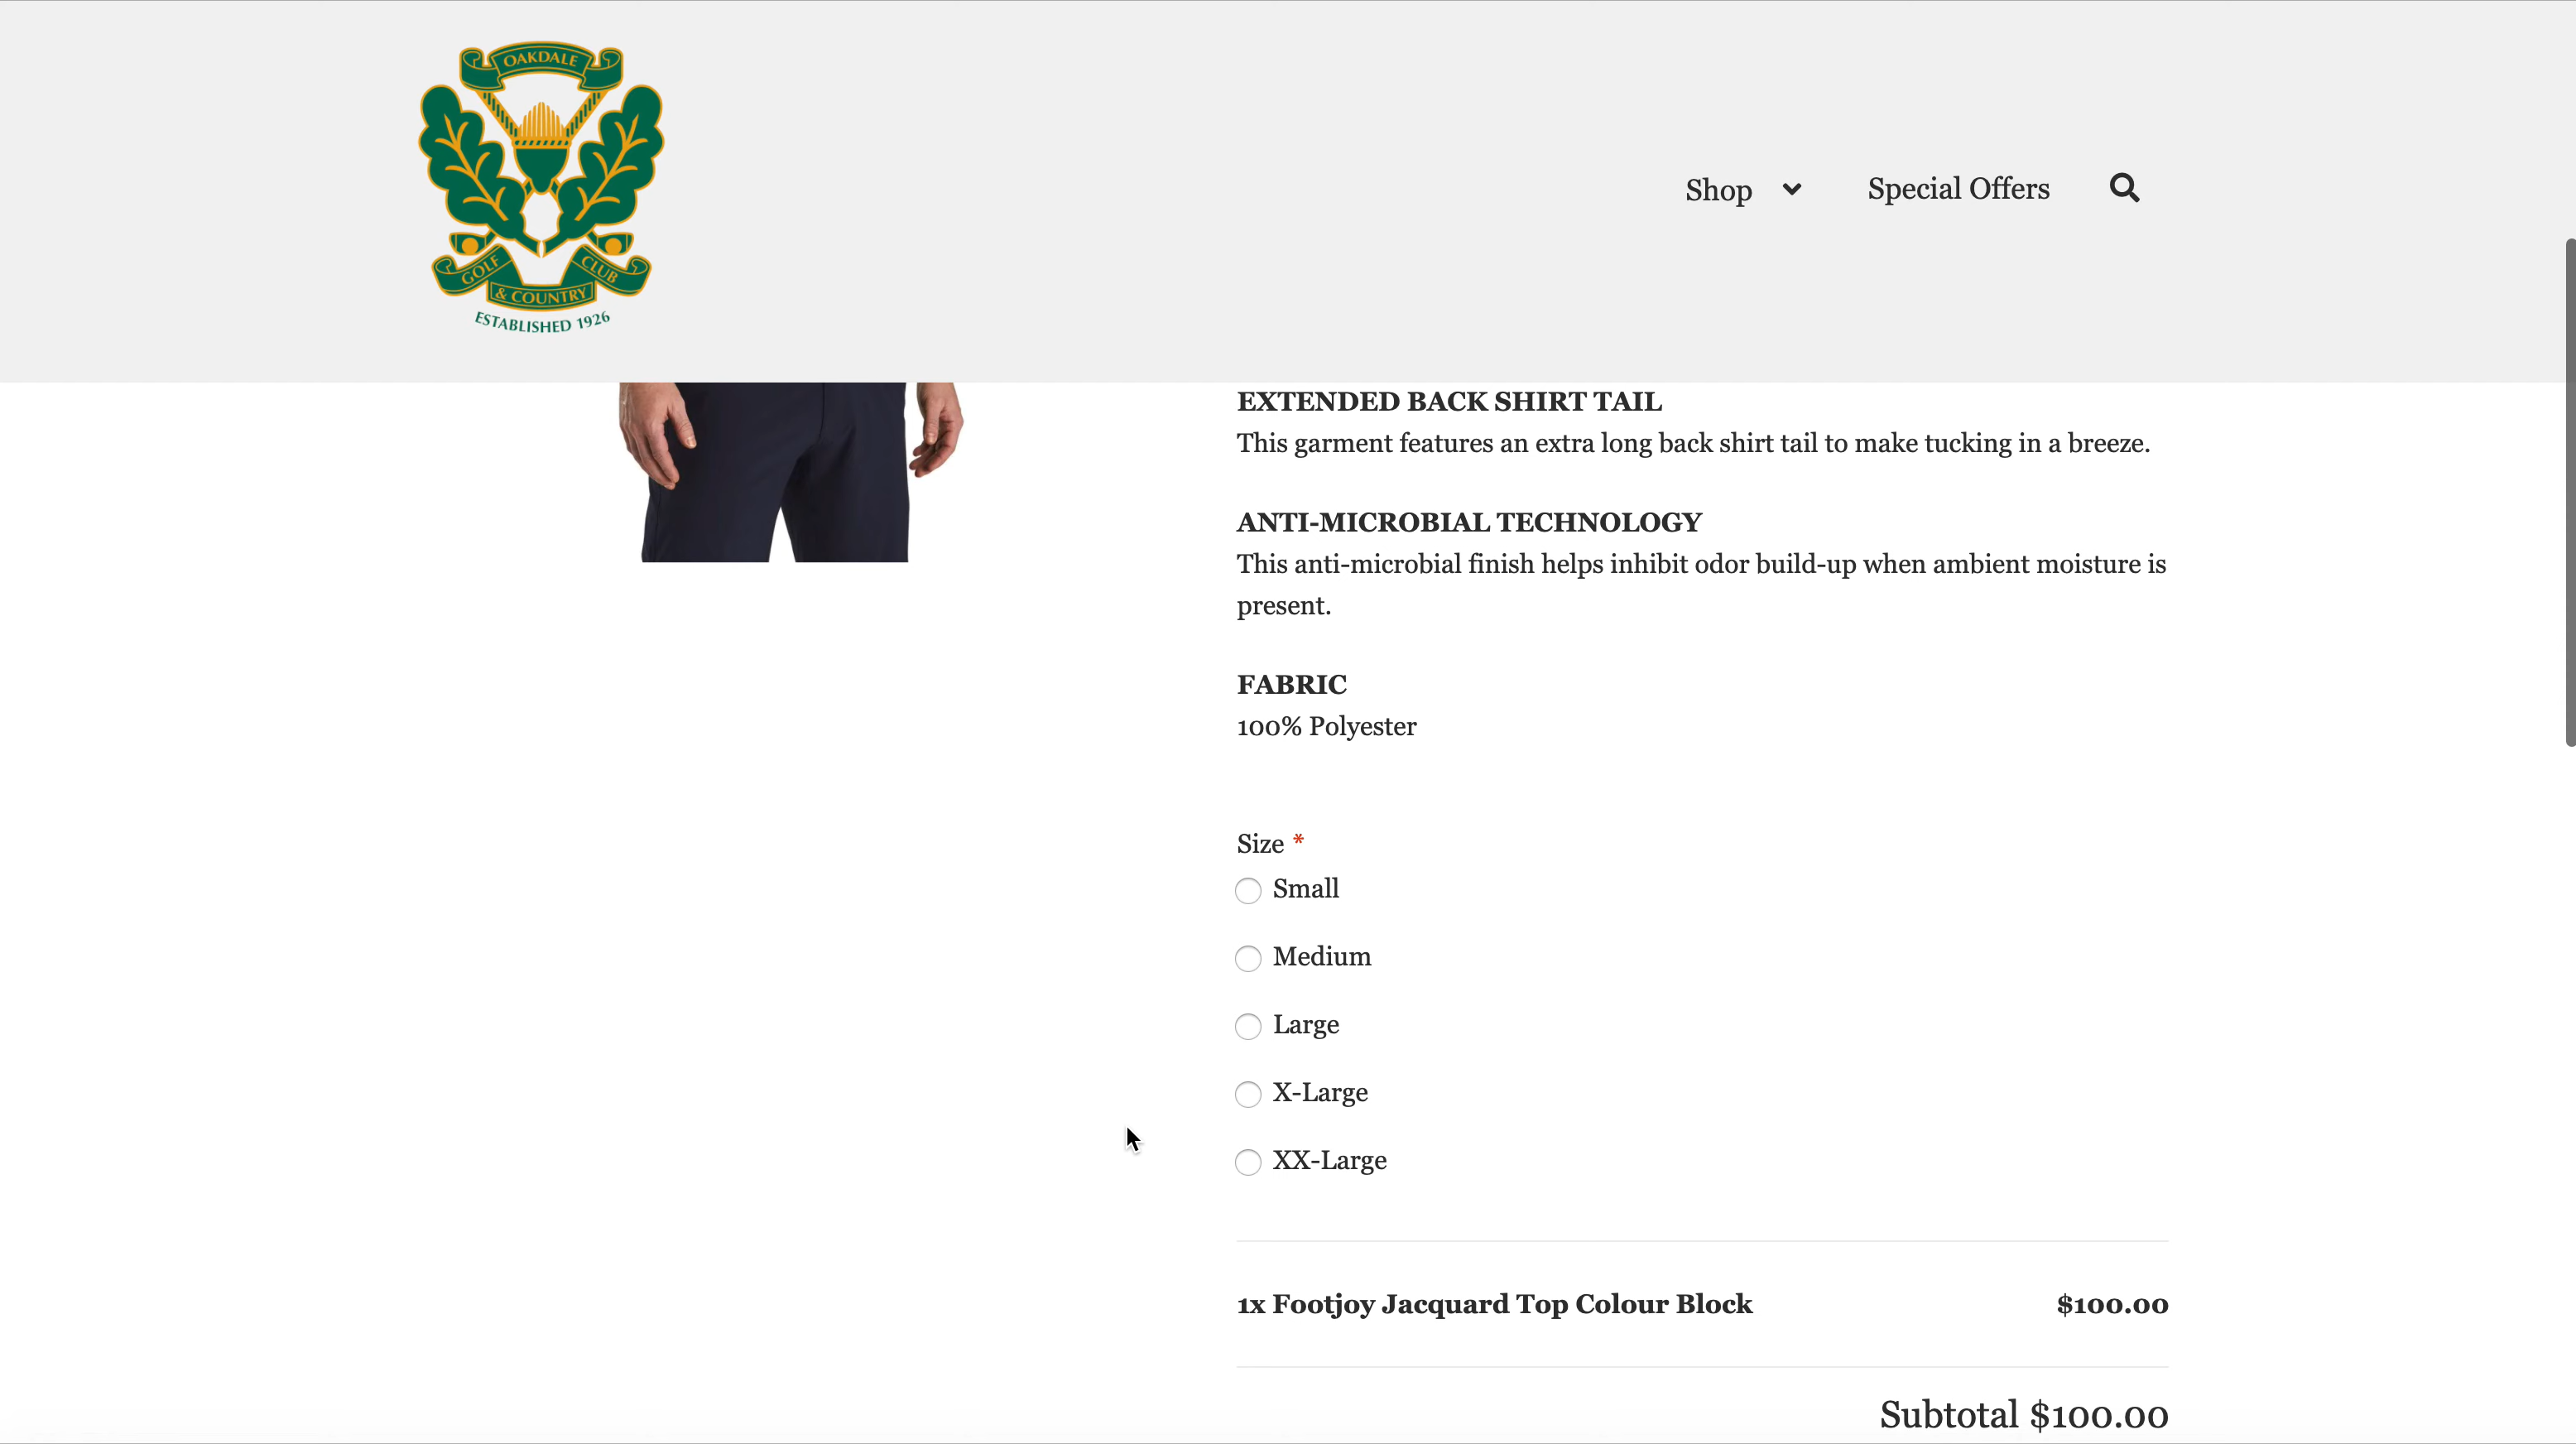 OAKDALE
GOLF
& COUNTRY
CLUB
ESTABLISHED 1926
Shop
Special Offers
EXTENDED BACK SHIRT TAIL
This garment features an extra long back shirt tail to make tucking in a breeze.
ANTI-MICROBIAL TECHNOLOGY
This anti-microbial finish helps inhibit odor build-up when ambient moisture is
present.
FABRIC
100% Polyester
Size *
Small
Medium
Large
X-Large
XX-Large
1x Footjoy Jacquard Top Colour Block $100.00
Subtotal $100.00